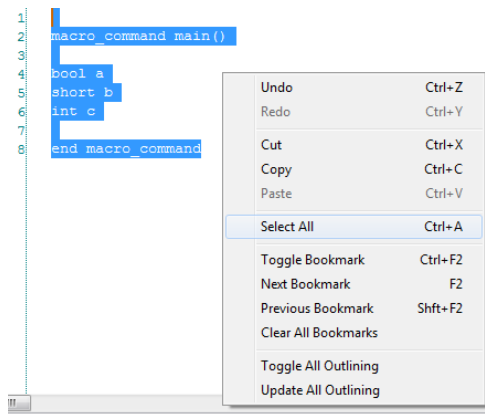 1
2 macro_command main()
3
4 bool a
5 short b
6 int c
7
8 end macro_command
Undo Ctrl+Z
Redo Ctrl+Y
Cut Ctrl+X
Copy Ctrl+C
Paste Ctrl+V
Select All Ctrl+A
Toggle Bookmark Ctrl+F2
Next Bookmark F2
Previous Bookmark Shft+F2
Clear All Bookmarks
Toggle All Outlining
Update All Outlining